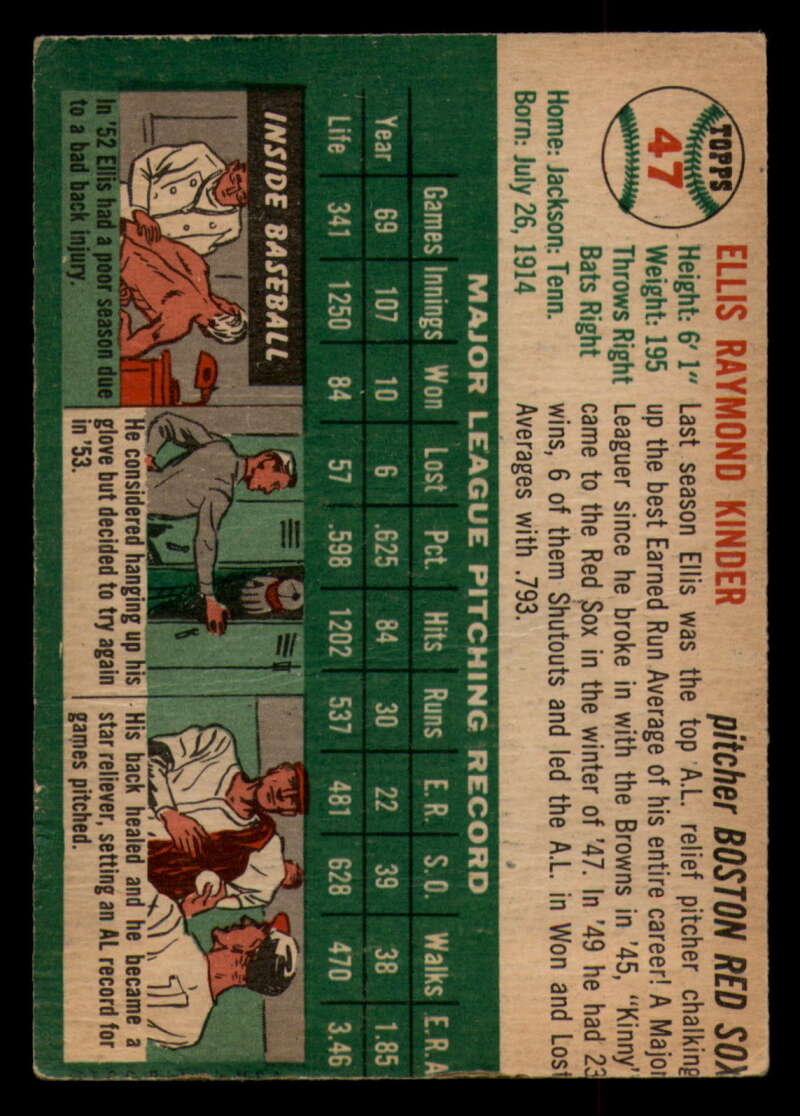 TOPPS
47
ELLIS RAYMOND KINDER
pitcher BOSTON RED SOX
Height: 6' 1"
Weight: 195
Throws Right
Bats Right
Home: Jackson: Tenn.
Born: July 26, 1914
Last season Ellis was the top A.L. relief pitcher chalking
up the best Earned Run Average of his entire career! A Major
Leaguer since he broke in with the Browns in '45, "Kinny"
came to the Red Sox in the winter of '47. In '49 he had 23
wins, 6 of them Shutouts and led the A.L. in Won and Lost
Averages with .793.
MAJOR LEAGUE PITCHING RECORD
Games Innings Won Lost Pct. Hits Runs E.R. S.O. Walks E.R.A
Year 69 107 10 6 .625 84 30 22 39 38 1.85
Life 341 1250 84 57 .598 1202 537 481 628 470 3.46
INSIDE BASEBALL
In '52 Ellis had a poor season due
to a bad back injury.
He considered hanging up his
glove but decided to try again
in '53.
His back healed and he became a
star reliever, setting an AL record for
games pitched.